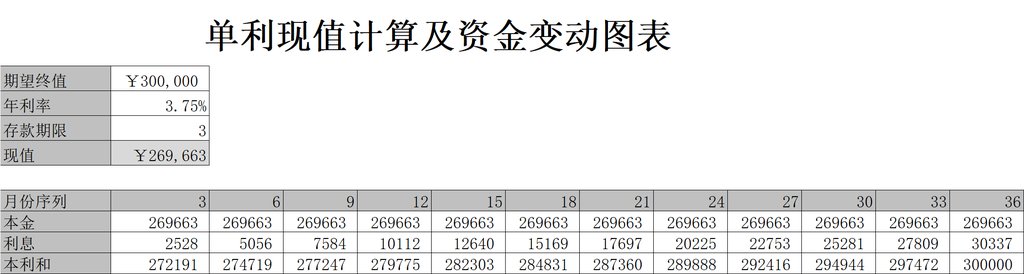 单利现值计算及资金变动图表
期望终值 ￥300,000
年利率 3.75%
存款期限 3
现值 ￥269,663
月份序列 3 6 9 12 15 18 21 24 27 30 33 36
本金 269663 269663 269663 269663 269663 269663 269663 269663 269663 269663 269663 269663
利息 2528 5056 7584 10112 12640 15169 17697 20225 22753 25281 27809 30337
本利和 272191 274719 277247 279775 282303 284831 287360 289888 292416 294944 297472 300000